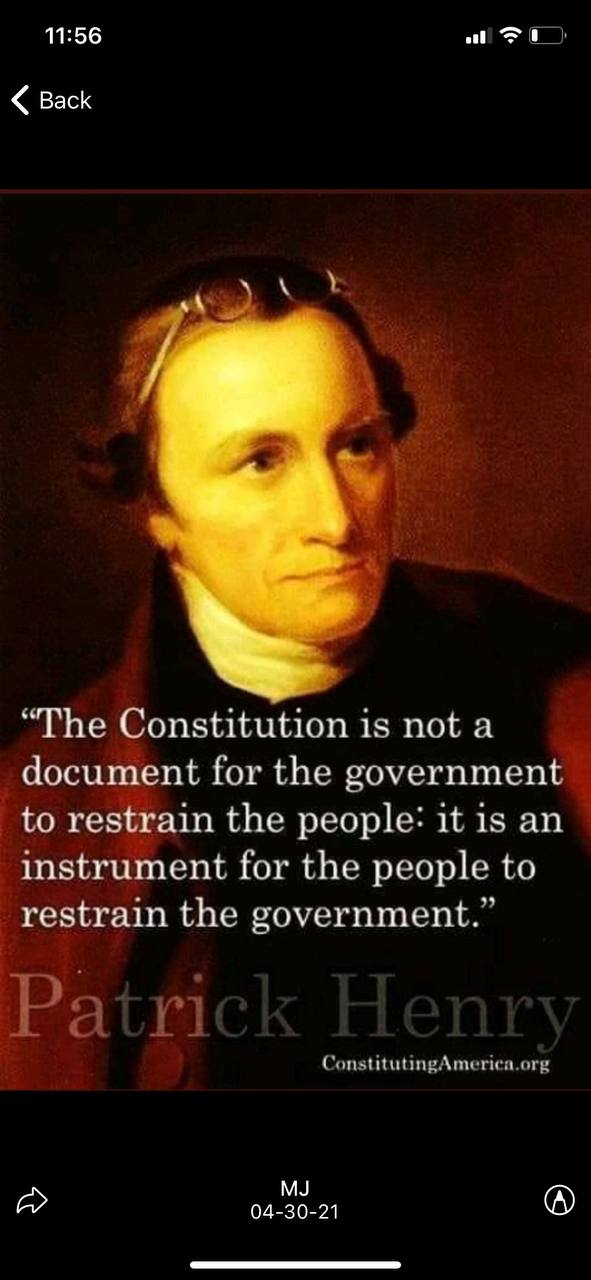 11:56
Back
“The Constitution is not a
document for the government
to restrain the people: it is an
instrument for the people to
restrain the government.”
Patrick Henry
ConstitutingAmerica.org
MJ
04-30-21